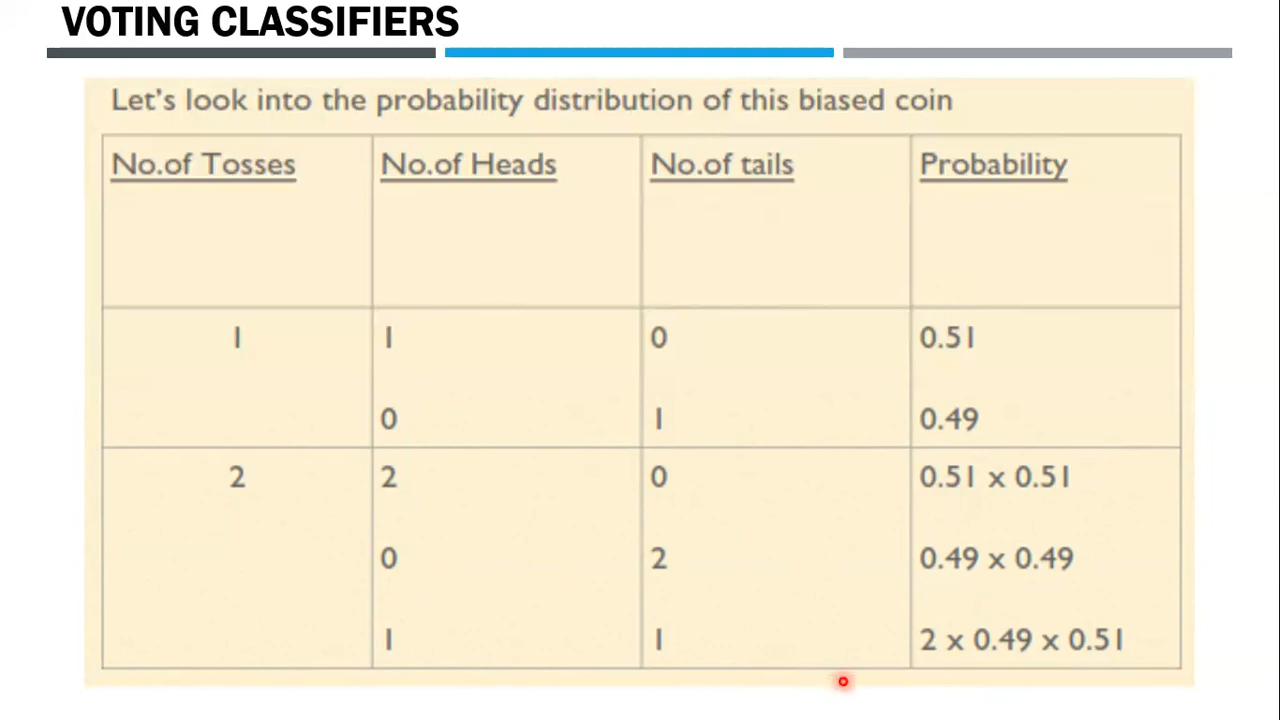 VOTING CLASSIFIERS
Let's look into the probability distribution of this biased coin
No.of Tosses No.of Heads No.of tails Probability
1 1 0 0.51
0 1 0.49
2 2 0 0.51 x 0.51
0 2 0.49 x 0.49
1 1 2 x 0.49 x 0.51